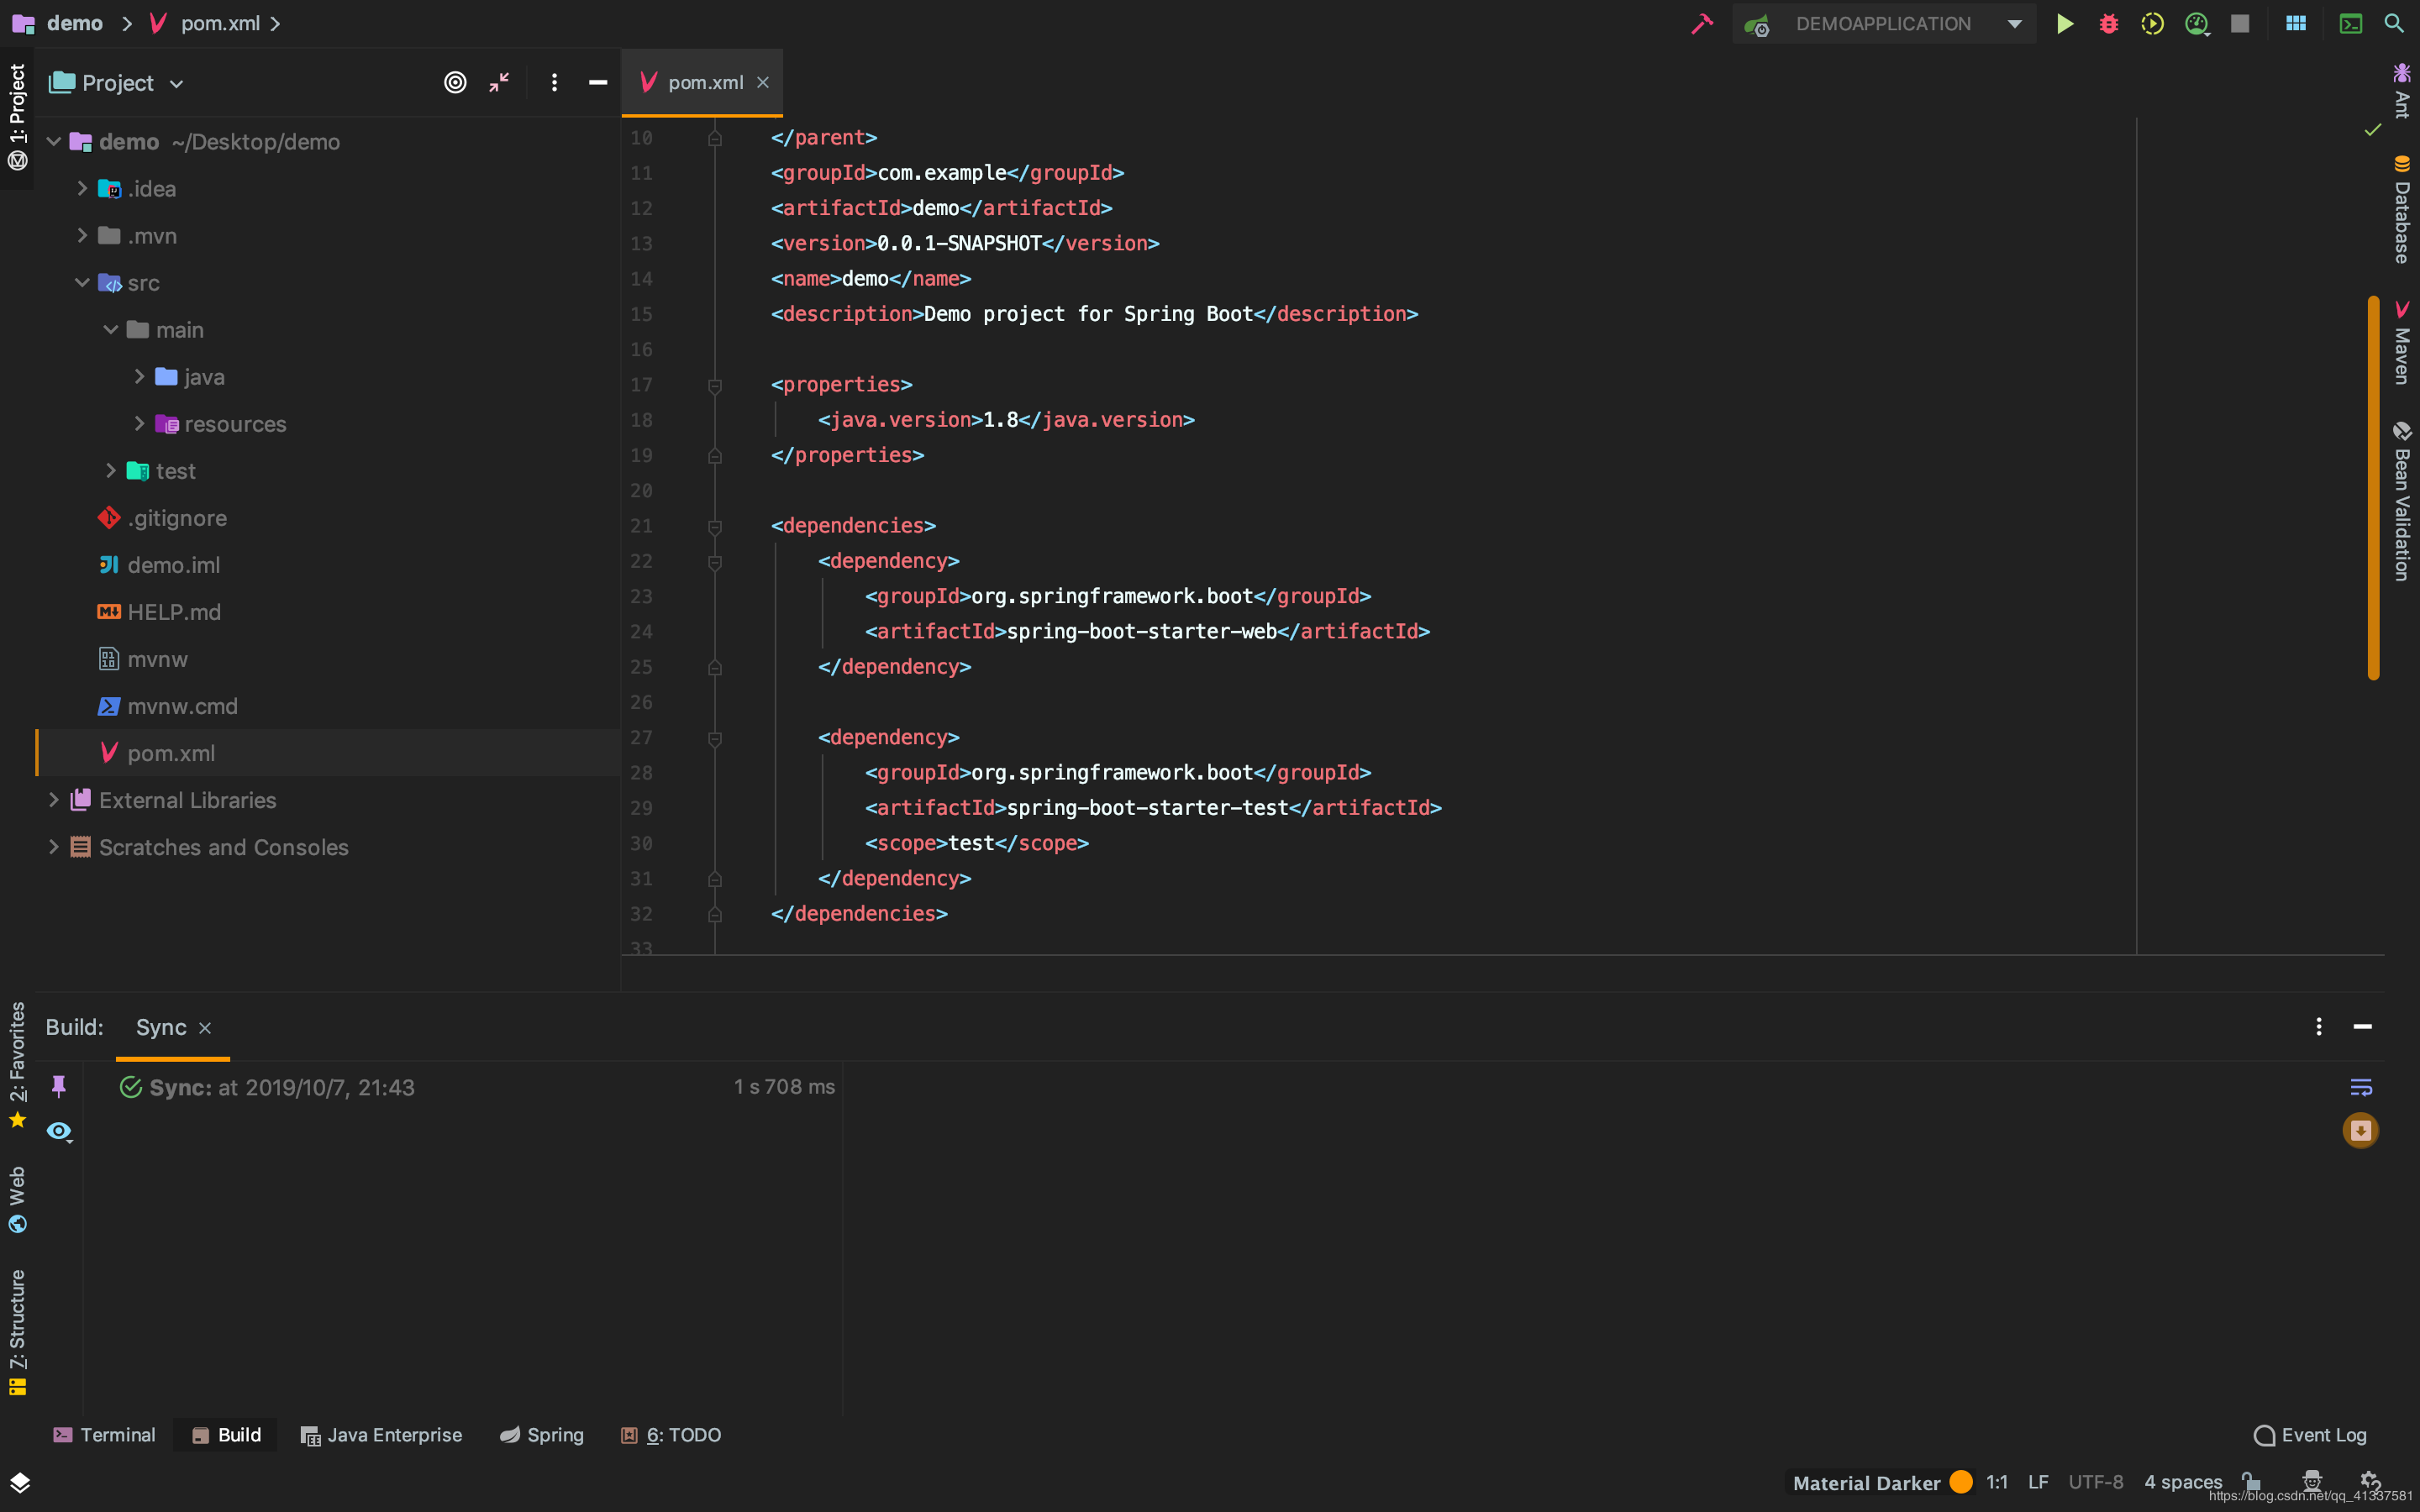 demo
pom.xml
DEMOAPPLICATION
1: Project
Project
demo ~/Desktop/demo
.idea
.mvn
src
main
java
resources
test
.gitignore
demo.iml
HELP.md
mvnw
mvnw.cmd
pom.xml
External Libraries
Scratches and Consoles
pom.xml
10 </parent>
11 <groupId>com.example</groupId>
12 <artifactId>demo</artifactId>
13 <version>0.0.1-SNAPSHOT</version>
14 <name>demo</name>
15 <description>Demo project for Spring Boot</description>
16
17 <properties>
18 <java.version>1.8</java.version>
19 </properties>
20
21 <dependencies>
22 <dependency>
23 <groupId>org.springframework.boot</groupId>
24 <artifactId>spring-boot-starter-web</artifactId>
25 </dependency>
26
27 <dependency>
28 <groupId>org.springframework.boot</groupId>
29 <artifactId>spring-boot-starter-test</artifactId>
30 <scope>test</scope>
31 </dependency>
32 </dependencies>
33
Ant
Database
Maven
Bean Validation
2: Favorites
Web
7: Structure
Build: Sync
Sync: at 2019/10/7, 21:43 1 s 708 ms
Terminal Build Java Enterprise Spring 6: TODO Event Log
Material Darker 1:1 LF UTF-8 4 spaces
https://blog.csdn.net/qq_41337581